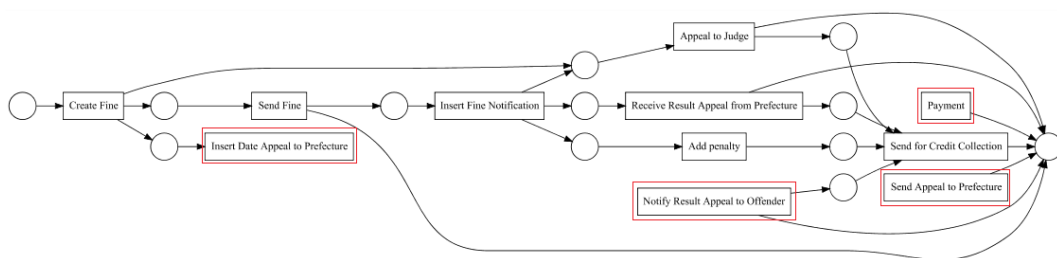 Appeal to Judge
Create Fine
Send Fine
Insert Fine Notification
Receive Result Appeal from Prefecture
Payment
Insert Date Appeal to Prefecture
Add penalty
Send for Credit Collection
Notify Result Appeal to Offender
Send Appeal to Prefecture